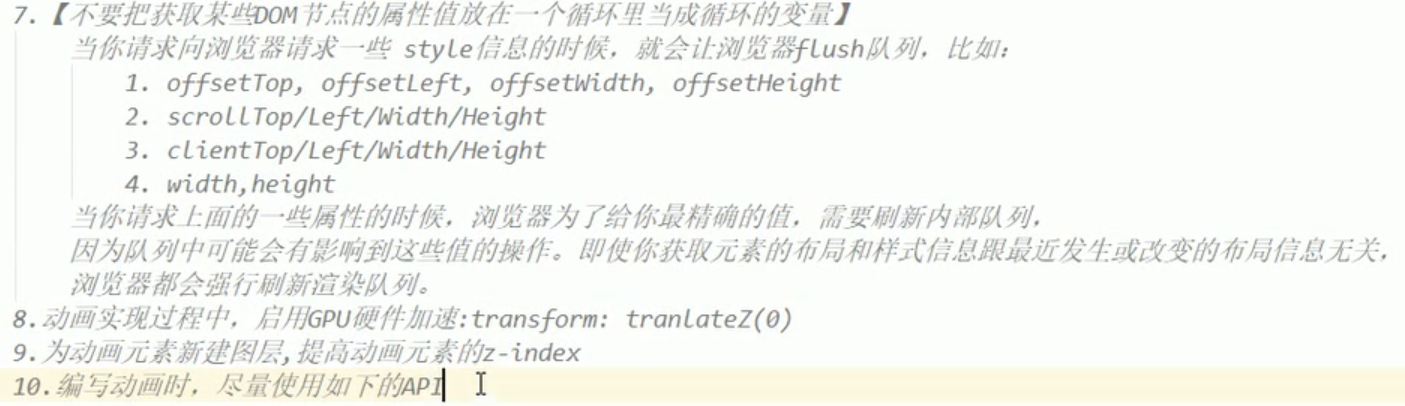 7.【不要把获取某些DOM节点的属性值放在一个循环里当成循环的变量】
当你请求向浏览器请求一些 style信息的时候，就会让浏览器flush队列，比如：
1. offsetTop, offsetLeft, offsetWidth, offsetHeight
2. scrollTop/Left/Width/Height
3. clientTop/Left/Width/Height
4. width,height
当你请求上面的一些属性的时候，浏览器为了给你最精确的值，需要刷新内部队列，
因为队列中可能会有影响到这些值的操作。即使你获取元素的布局和样式信息跟最近发生或改变的布局信息无关，
浏览器都会强行刷新渲染队列。
8.动画实现过程中，启用GPU硬件加速:transform: tranlateZ(0)
9.为动画元素新建图层,提高动画元素的z-index
10.编写动画时，尽量使用如下的API